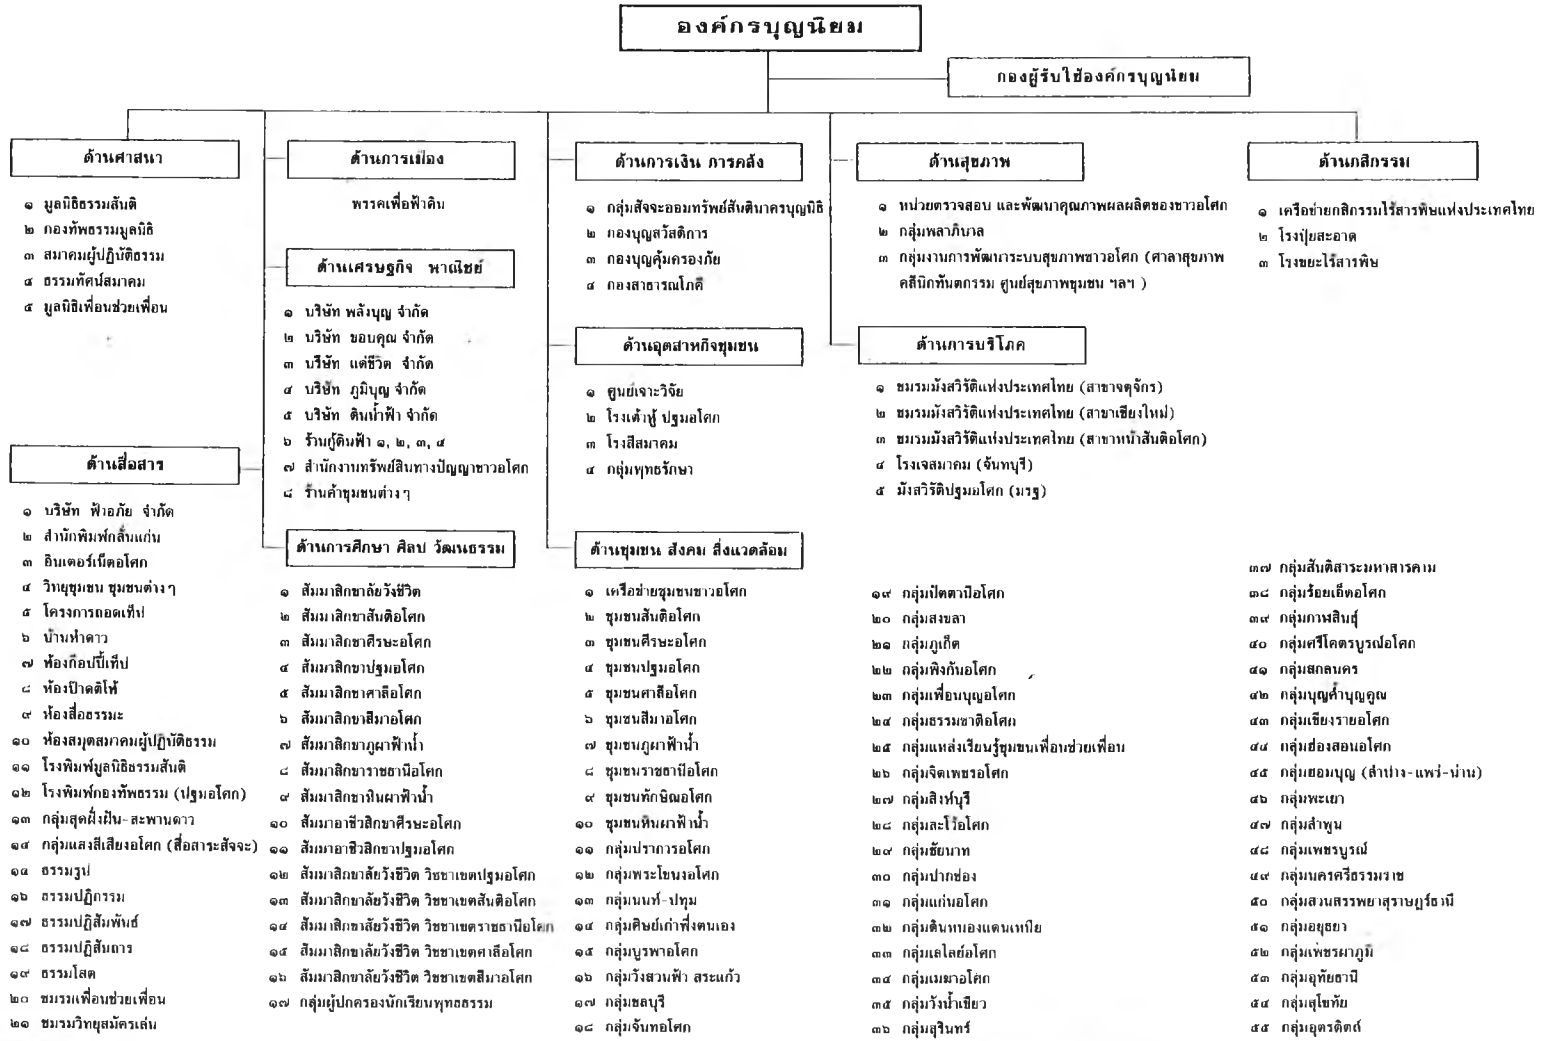 องค์กรบุญนิยม
กองผู้รับใช้องค์กรบุญนิยม
ด้านศาสนา
๑ มูลนิธิธรรมสันติ
๒ กองทัพธรรมมูลนิธิ
๓ สมาคมผู้ปฏิบัติธรรม
๔ ธรรมทัศน์สมาคม
๕ มูลนิธิเพื่อนช่วยเพื่อน
ด้านสื่อสาร
๑ บริษัท ฟ้าอภัย จำกัด
๒ สำนักพิมพ์กลั่นแก่น
๓ อินเตอร์เน็ตอโศก
๔ วิทยุชุมชน ชุมชนต่างๆ
๕ โครงการถอดเท็ป
๖ บ้านทำดาว
๗ ห้องก๊อปปี้เท็ป
๘ ห้องป๊าดติโท้
๙ ห้องสื่อธรรมะ
๑๐ ห้องสมุดสมาคมผู้ปฏิบัติธรรม
๑๑ โรงพิมพ์มูลนิธิธรรมสันติ
๑๒ โรงพิมพ์กองทัพธรรม (ปฐมอโศก)
๑๓ กลุ่มสุดฝั่งฝัน-สะพานดาว
๑๔ กลุ่มแสงสีเสียงอโศก (สื่อสาระสัจจะ)
๑๕ ธรรมรูป
๑๖ ธรรมปฏิกรรม
๑๗ ธรรมปฏิสัมพันธ์
๑๘ ธรรมปฏิสันถาร
๑๙ ธรรมโสต
๒๐ ชมรมเพื่อนช่วยเพื่อน
๒๑ ชมรมวิทยุสมัครเล่น
ด้านการเมือง
พรรคเพื่อฟ้าดิน
ด้านเศรษฐกิจ พาณิชย์
๑ บริษัท พลังบุญ จำกัด
๒ บริษัท ขอบคุณ จำกัด
๓ บริษัท แด่ชีวิต จำกัด
๔ บริษัท ภูมิบุญ จำกัด
๕ บริษัท ดินน้ำฟ้า จำกัด
๖ ร้านกู้ดินฟ้า ๑, ๒, ๓, ๔
๗ สำนักงานทรัพย์สินทางปัญญาชาวอโศก
๘ ร้านค้าชุมชนต่างๆ
ด้านการศึกษา ศิลป วัฒนธรรม
๑ สัมมาสิกขาลัยวังชีวิต
๒ สัมมาสิกขาสันติอโศก
๓ สัมมาสิกขาศีรษะอโศก
๔ สัมมาสิกขาปฐมอโศก
๕ สัมมาสิกขาศาลีอโศก
๖ สัมมาสิกขาสีมาอโศก
๗ สัมมาสิกขาภูผาฟ้าน้ำ
๘ สัมมาสิกขาราชธานีอโศก
๙ สัมมาสิกขาหินผาฟ้าน้ำ
๑๐ สัมมาอาชีวสิกขาศีรษะอโศก
๑๑ สัมมาอาชีวสิกขาปฐมอโศก
๑๒ สัมมาสิกขาลัยวังชีวิต วิชชาเขตปฐมอโศก
๑๓ สัมมาสิกขาลัยวังชีวิต วิชชาเขตสันติอโศก
๑๔ สัมมาสิกขาลัยวังชีวิต วิชชาเขตราชธานีอโศก
๑๕ สัมมาสิกขาลัยวังชีวิต วิชชาเขตศาลีอโศก
๑๖ สัมมาสิกขาลัยวังชีวิต วิชชาเขตสีมาอโศก
๑๗ กลุ่มผู้ปกครองนักเรียนพุทธธรรม
ด้านการเงิน การคลัง
๑ กลุ่มสัจจะออมทรัพย์สันตินาครบุญนิธิ
๒ กองบุญสวัสดิการ
๓ กองบุญคุ้มครองภัย
๔ กองสาธารณโภคี
ด้านอุตสาหกิจชุมชน
๑ ศูนย์เจาะวิจัย
๒ โรงเต้าหู้ ปฐมอโศก
๓ โรงสีสมาคม
๔ กลุ่มพุทธรักษา
ด้านชุมชน สังคม สิ่งแวดล้อม
๑ เครือข่ายชุมชนชาวอโศก
๒ ชุมชนสันติอโศก
๓ ชุมชนศีรษะอโศก
๔ ชุมชนปฐมอโศก
๕ ชุมชนศาลีอโศก
๖ ชุมชนสีมาอโศก
๗ ชุมชนภูผาฟ้าน้ำ
๘ ชุมชนราชธานีอโศก
๙ ชุมชนทักษิณอโศก
๑๐ ชุมชนหินผาฟ้าน้ำ
๑๑ กลุ่มปราการอโศก
๑๒ กลุ่มพระโขนงอโศก
๑๓ กลุ่มนนท์-ปทุม
๑๔ กลุ่มศิษย์เก่าพึ่งตนเอง
๑๕ กลุ่มบูรพาอโศก
๑๖ กลุ่มวังสวนฟ้า สระแก้ว
๑๗ กลุ่มชลบุรี
๑๘ กลุ่มจันทอโศก
๑๙ กลุ่มปัตตานีอโศก
๒๐ กลุ่มสงขลา
๒๑ กลุ่มภูเก็ต
๒๒ กลุ่มพิงกันอโศก
๒๓ กลุ่มเพื่อนบุญอโศก
๒๔ กลุ่มธรรมชาติอโศก
๒๕ กลุ่มแหล่งเรียนรู้ชุมชนเพื่อนช่วยเพื่อน
๒๖ กลุ่มจิตเพชรอโศก
๒๗ กลุ่มสิงห์บุรี
๒๘ กลุ่มละโว้อโศก
๒๙ กลุ่มชัยนาท
๓๐ กลุ่มปากช่อง
๓๑ กลุ่มแก่นอโศก
๓๒ กลุ่มดินหนองแดนเหนือ
๓๓ กลุ่มเลไลย์อโศก
๓๔ กลุ่มเมฆาอโศก
๓๕ กลุ่มวังน้ำเขียว
๓๖ กลุ่มสุรินทร์
๓๗ กลุ่มสันติสาระมหาสารคาม
๓๘ กลุ่มร้อยเอ็ดอโศก
๓๙ กลุ่มกาฬสินธุ์
๔๐ กลุ่มศรีโคตรบูรณ์อโศก
๔๑ กลุ่มสกลนคร
๔๒ กลุ่มบุญค้ำบุญคูณ
๔๓ กลุ่มเชียงรายอโศก
๔๔ กลุ่มฮ่องสอนอโศก
๔๕ กลุ่มฮอมบุญ (ลำปาง-แพร่-น่าน)
๔๖ กลุ่มพะเยา
๔๗ กลุ่มลำพูน
๔๘ กลุ่มเพชรบูรณ์
๔๙ กลุ่มนครศรีธรรมราช
๕๐ กลุ่มสวนสรรพยาสุราษฎร์ธานี
๕๑ กลุ่มอยุธยา
๕๒ กลุ่มเพชรผาภูมิ
๕๓ กลุ่มอุทัยธานี
๕๔ กลุ่มสุโขทัย
๕๕ กลุ่มอุตรดิตถ์
ด้านสุขภาพ
๑ หน่วยตรวจสอบ และพัฒนาคุณภาพผลผลิตของชาวอโศก
๒ กลุ่มพลาภิบาล
๓ กลุ่มงานการพัฒนาระบบสุขภาพชาวอโศก (ศาลาสุขภาพ
คลีนิกทันตกรรม ศูนย์สุขภาพชุมชน ฯลฯ )
ด้านการบริโภค
๑ ชมรมมังสวิรัติแห่งประเทศไทย (สาขาจตุจักร)
๒ ชมรมมังสวิรัติแห่งประเทศไทย (สาขาเชียงใหม่)
๓ ชมรมมังสวิรัติแห่งประเทศไทย (สาขาหน้าสันติอโศก)
๔ โรงเจสมาคม (จันทบุรี)
๕ มังสวิรัติปฐมอโศก (มรฐ)
ด้านกสิกรรม
๑ เครือข่ายกสิกรรมไร้สารพิษแห่งประเทศไทย
๒ โรงปุ๋ยสะอาด
๓ โรงขยะไร้สารพิษ